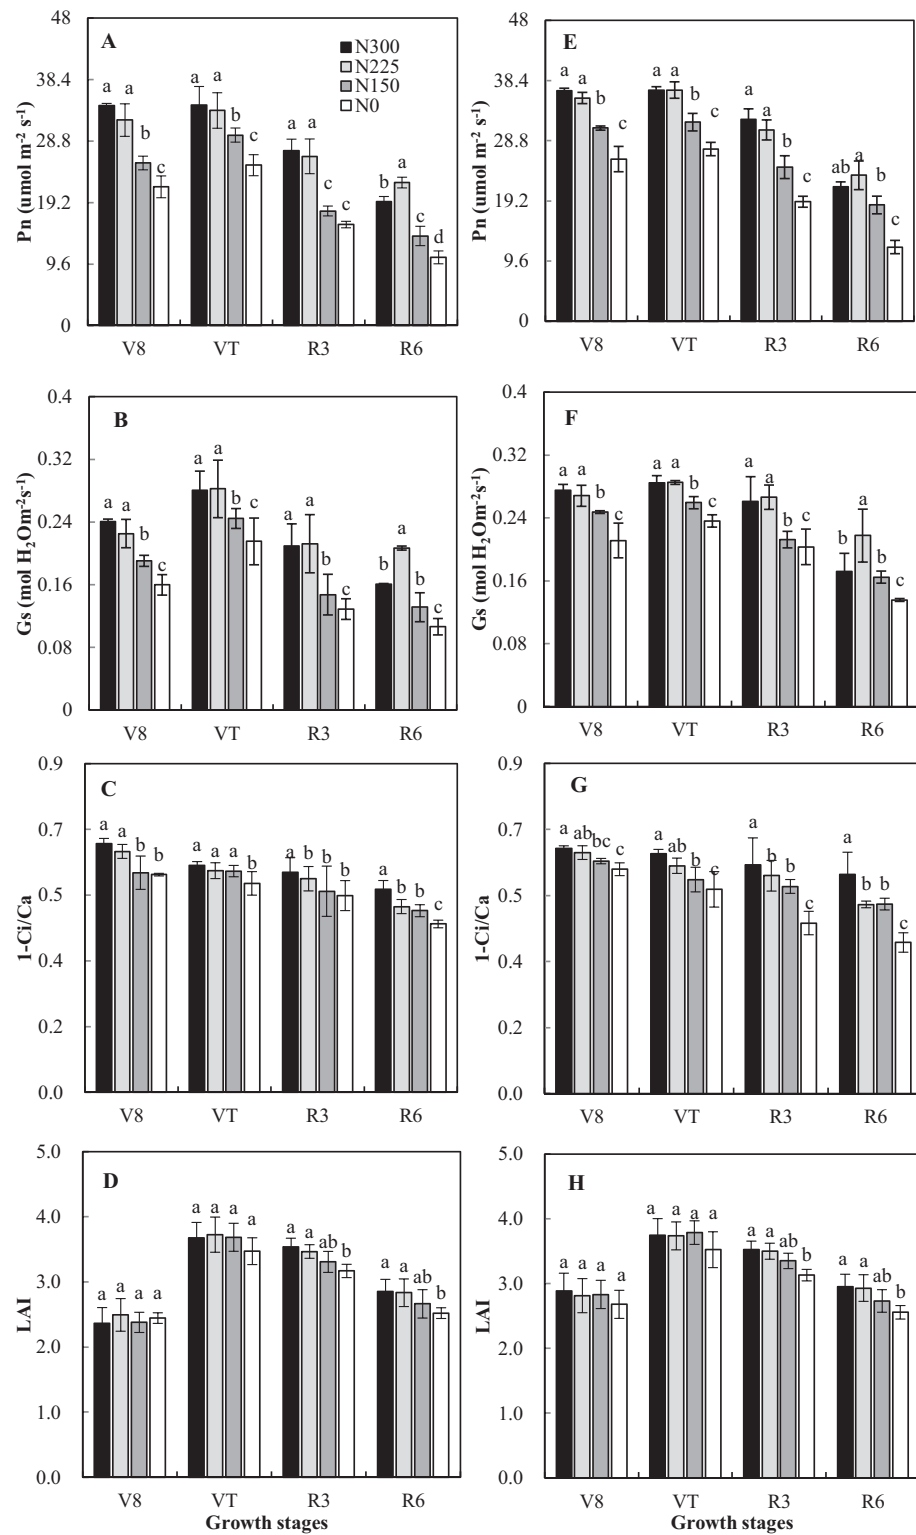 A
N300
N225
N150
N0
Pn (umol m⁻² s⁻¹)
48
38.4
28.8
19.2
9.6
0
a a b c
a a b c
a a c c
b a c d
V8 VT R3 R6
E
Pn (umol m⁻² s⁻¹)
48
38.4
28.8
19.2
9.6
0
a a b c
a a b c
a a b c
ab a b c
V8 VT R3 R6
B
Gs (mol H₂Om⁻²s⁻¹)
0.4
0.32
0.24
0.16
0.08
0
a a b c
a a b c
a a b c
b a b c
V8 VT R3 R6
F
Gs (mol H₂Om⁻²s⁻¹)
0.4
0.32
0.24
0.16
0.08
0
a a b c
a a b c
a a b c
b a b c
V8 VT R3 R6
C
1-Ci/Ca
0.9
0.7
0.5
0.4
0.2
0.0
a a b b
a a a b
a b b b
a b b c
V8 VT R3 R6
G
1-Ci/Ca
0.9
0.7
0.5
0.4
0.2
0.0
a ab bc c
a ab b c
a b b c
a b b c
V8 VT R3 R6
D
LAI
5.0
4.0
3.0
2.0
1.0
0.0
a a a a
a a a a
a a ab b
a a ab b
V8 VT R3 R6
Growth stages
H
LAI
5.0
4.0
3.0
2.0
1.0
0.0
a a a a
a a a a
a a ab b
a a ab b
V8 VT R3 R6
Growth stages